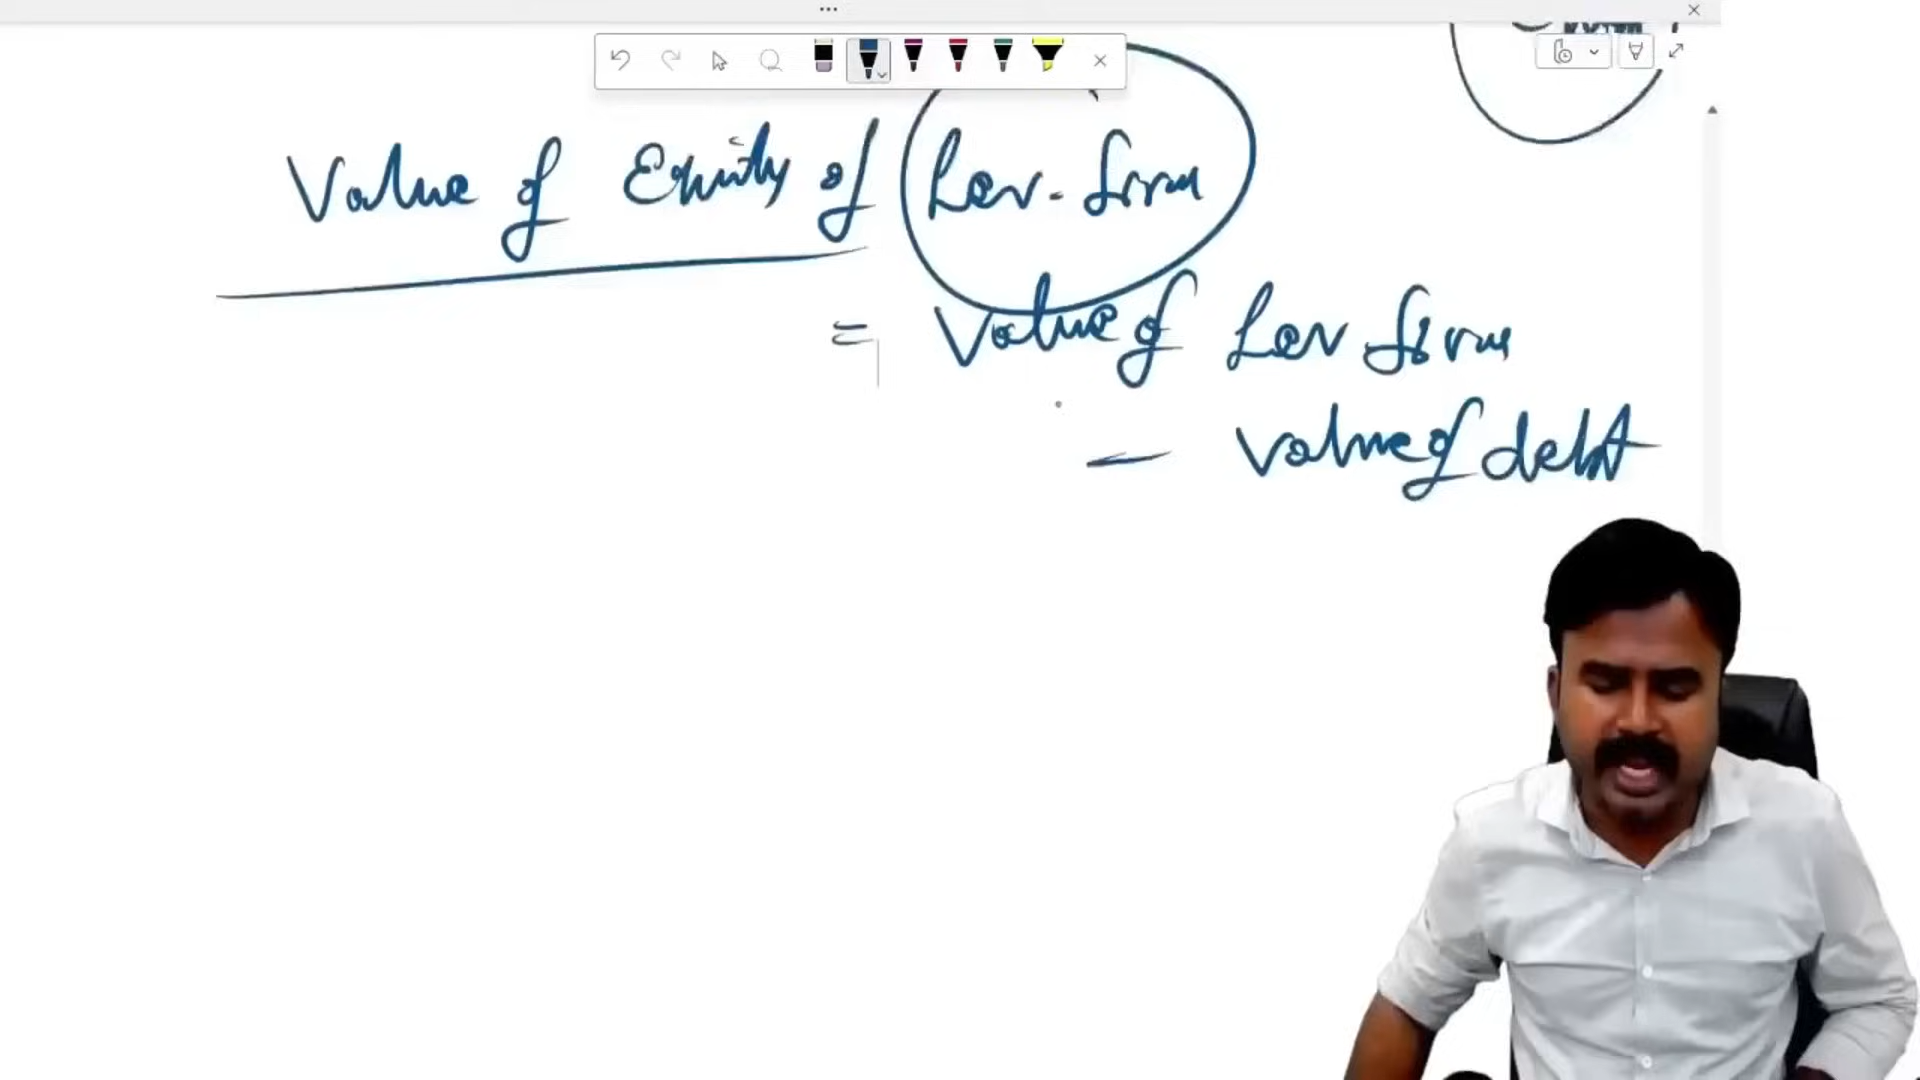 Value of Equity of Lev. firm
= Value of Lev firm
— value of debt